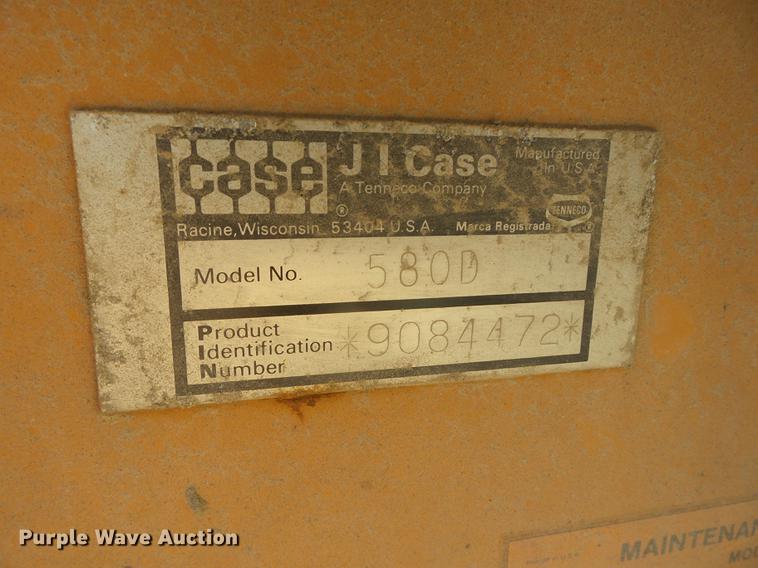 case
®
J I Case
A Tenneco Company
Manufactured
in U.S.A.
TENNECO
®
Racine, Wisconsin 53404 U.S.A.
Marca Registrada
Model No. 580D
Product
Identification
Number
*9084472*
MAINTENAN
MOD
Purple Wave Auction